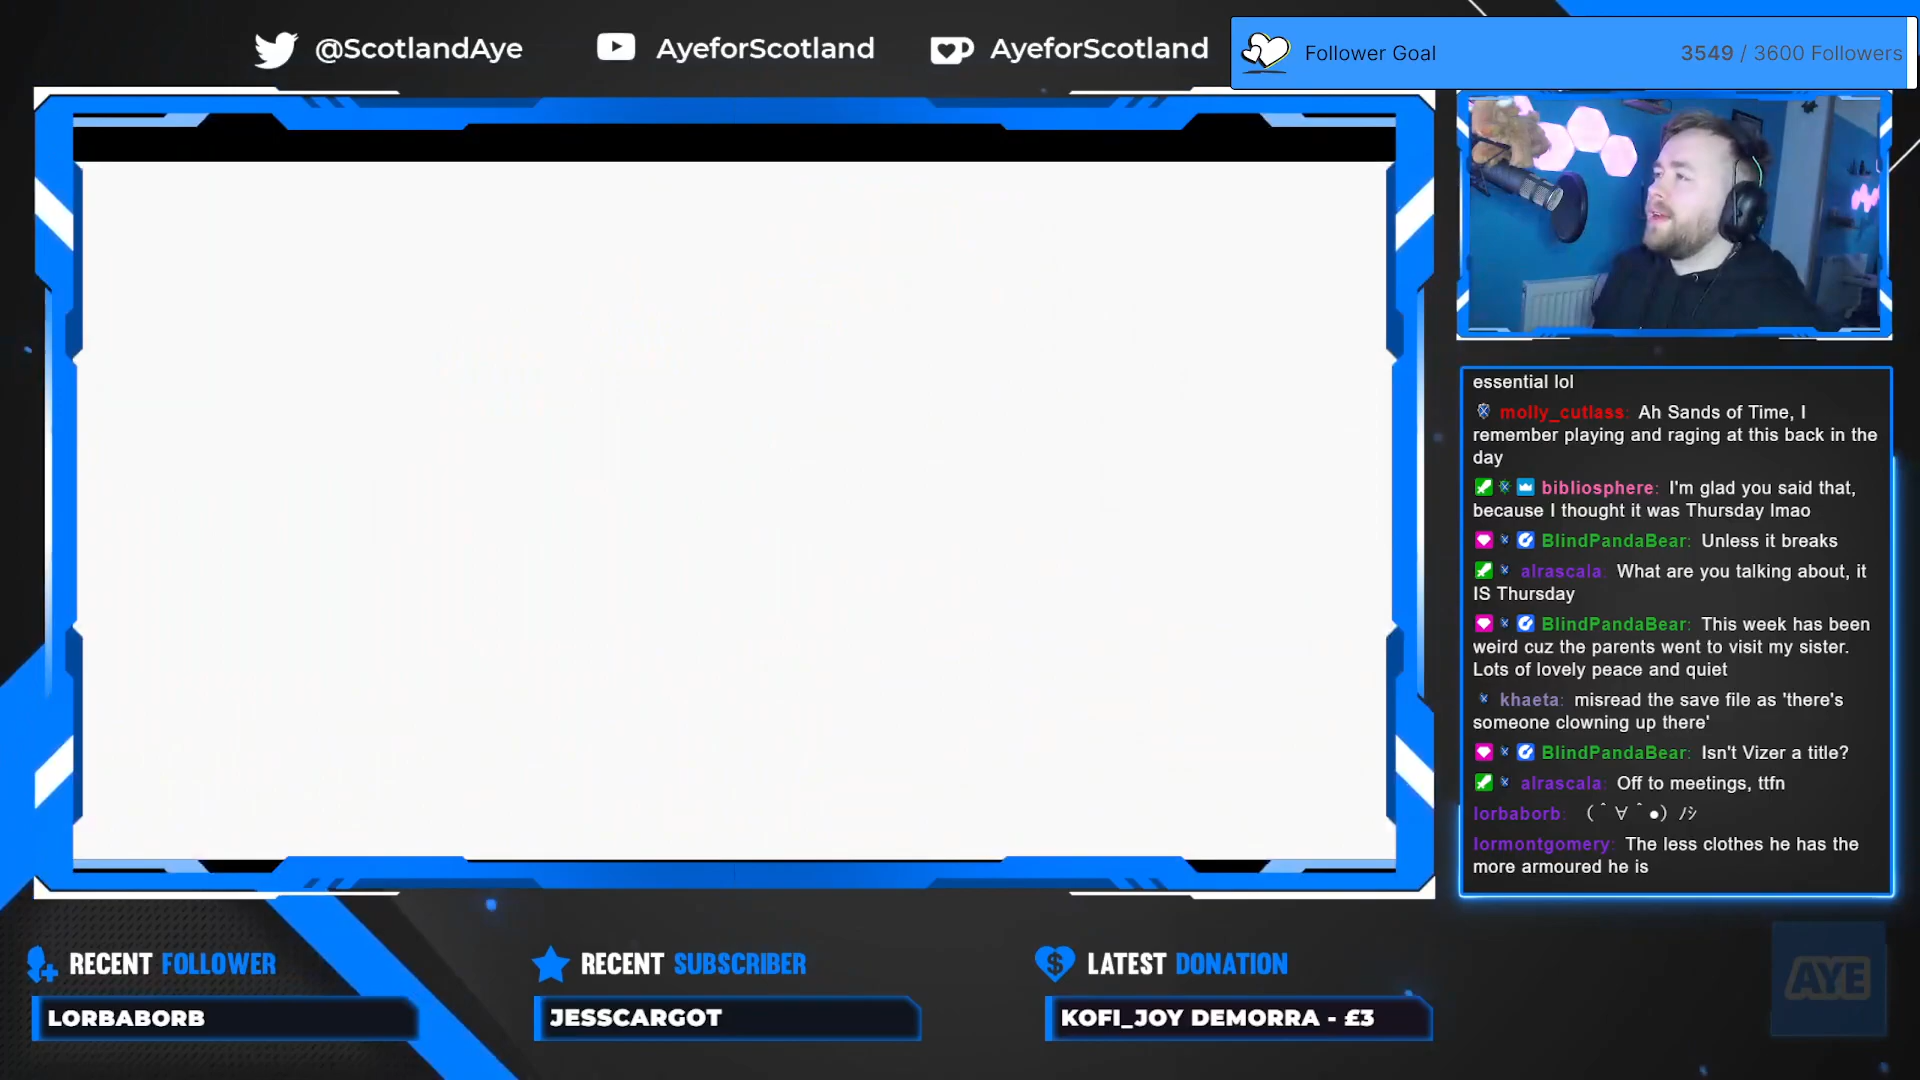 @ScotlandAye
AyeforScotland
AyeforScotland
Follower Goal
3549 / 3600 Followers
essential lol
molly_cutlass: Ah Sands of Time, I
remember playing and raging at this back in the
day
bibliosphere: I'm glad you said that,
because I thought it was Thursday lmao
BlindPandaBear: Unless it breaks
alrascala: What are you talking about, it
IS Thursday
BlindPandaBear: This week has been
weird cuz the parents went to visit my sister.
Lots of lovely peace and quiet
khaeta: misread the save file as 'there's
someone clowning up there'
BlindPandaBear: Isn't Vizer a title?
alrascala: Off to meetings, ttfn
lorbaborb: (＾∀＾●)ﾉｼ
lormontgomery: The less clothes he has the
more armoured he is
RECENT FOLLOWER
LORBABORB
RECENT SUBSCRIBER
JESSCARGOT
LATEST DONATION
KOFI_JOY DEMORRA - £3
AYE